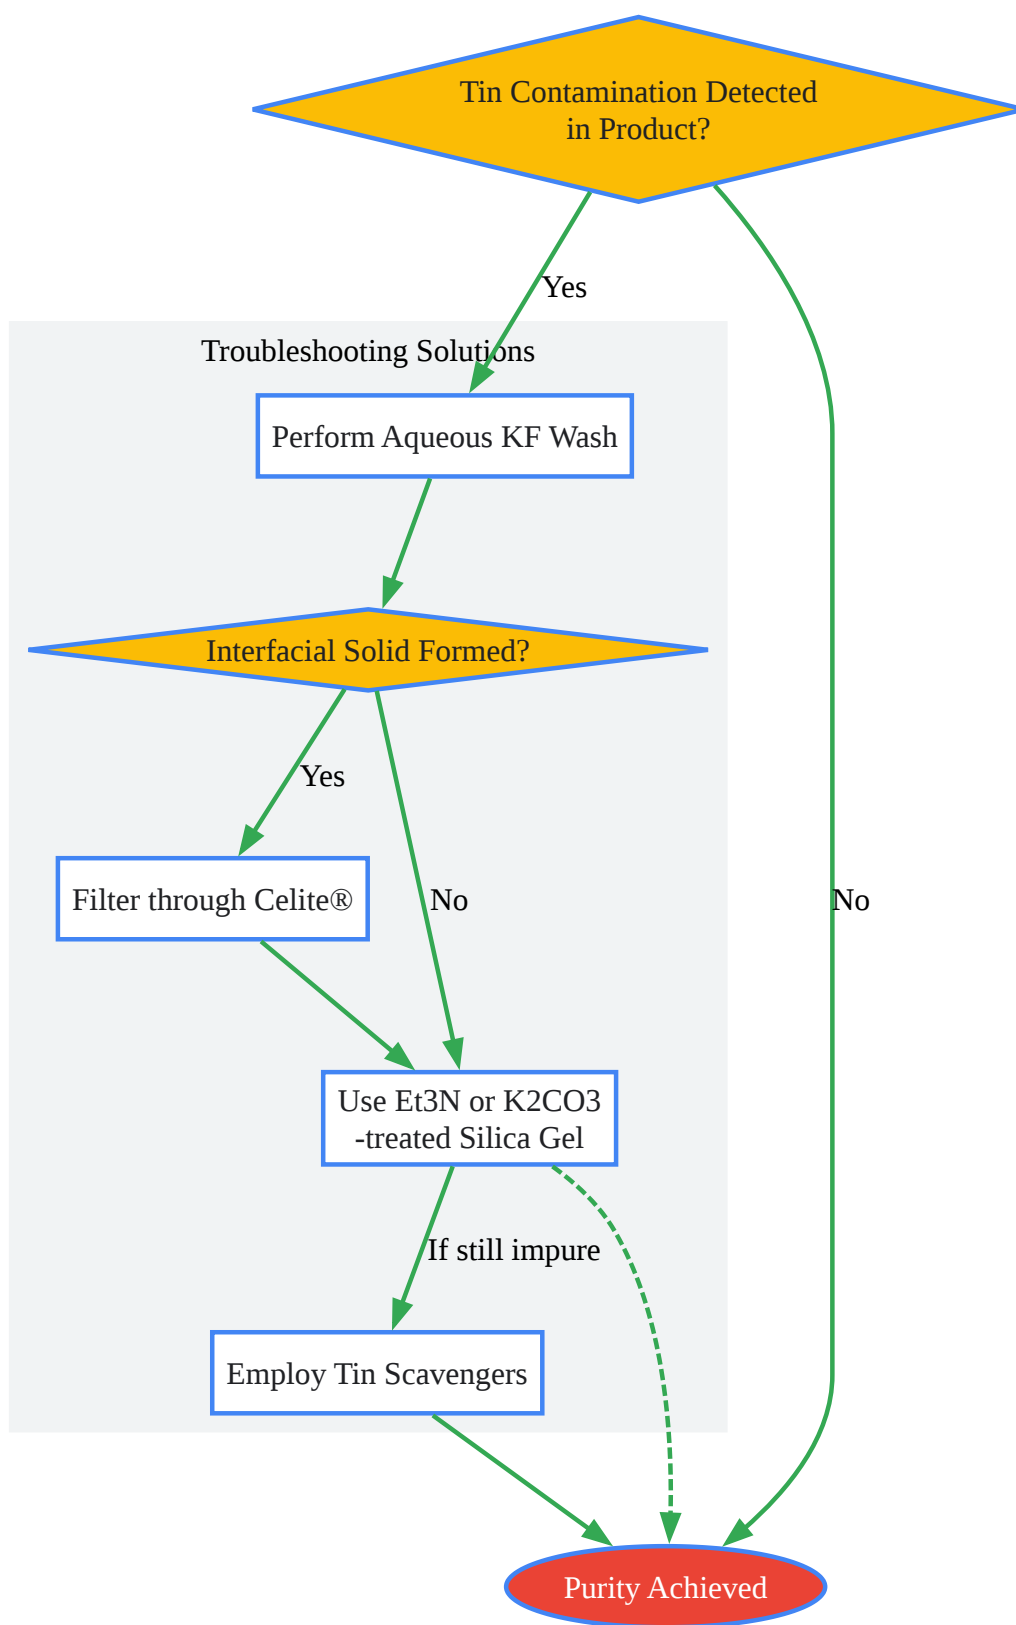 Tin Contamination Detected
in Product?
Yes
Troubleshooting Solutions
Perform Aqueous KF Wash
Interfacial Solid Formed?
Yes
Filter through Celite®
No
No
Use Et3N or K2CO3
-treated Silica Gel
If still impure
Employ Tin Scavengers
Purity Achieved